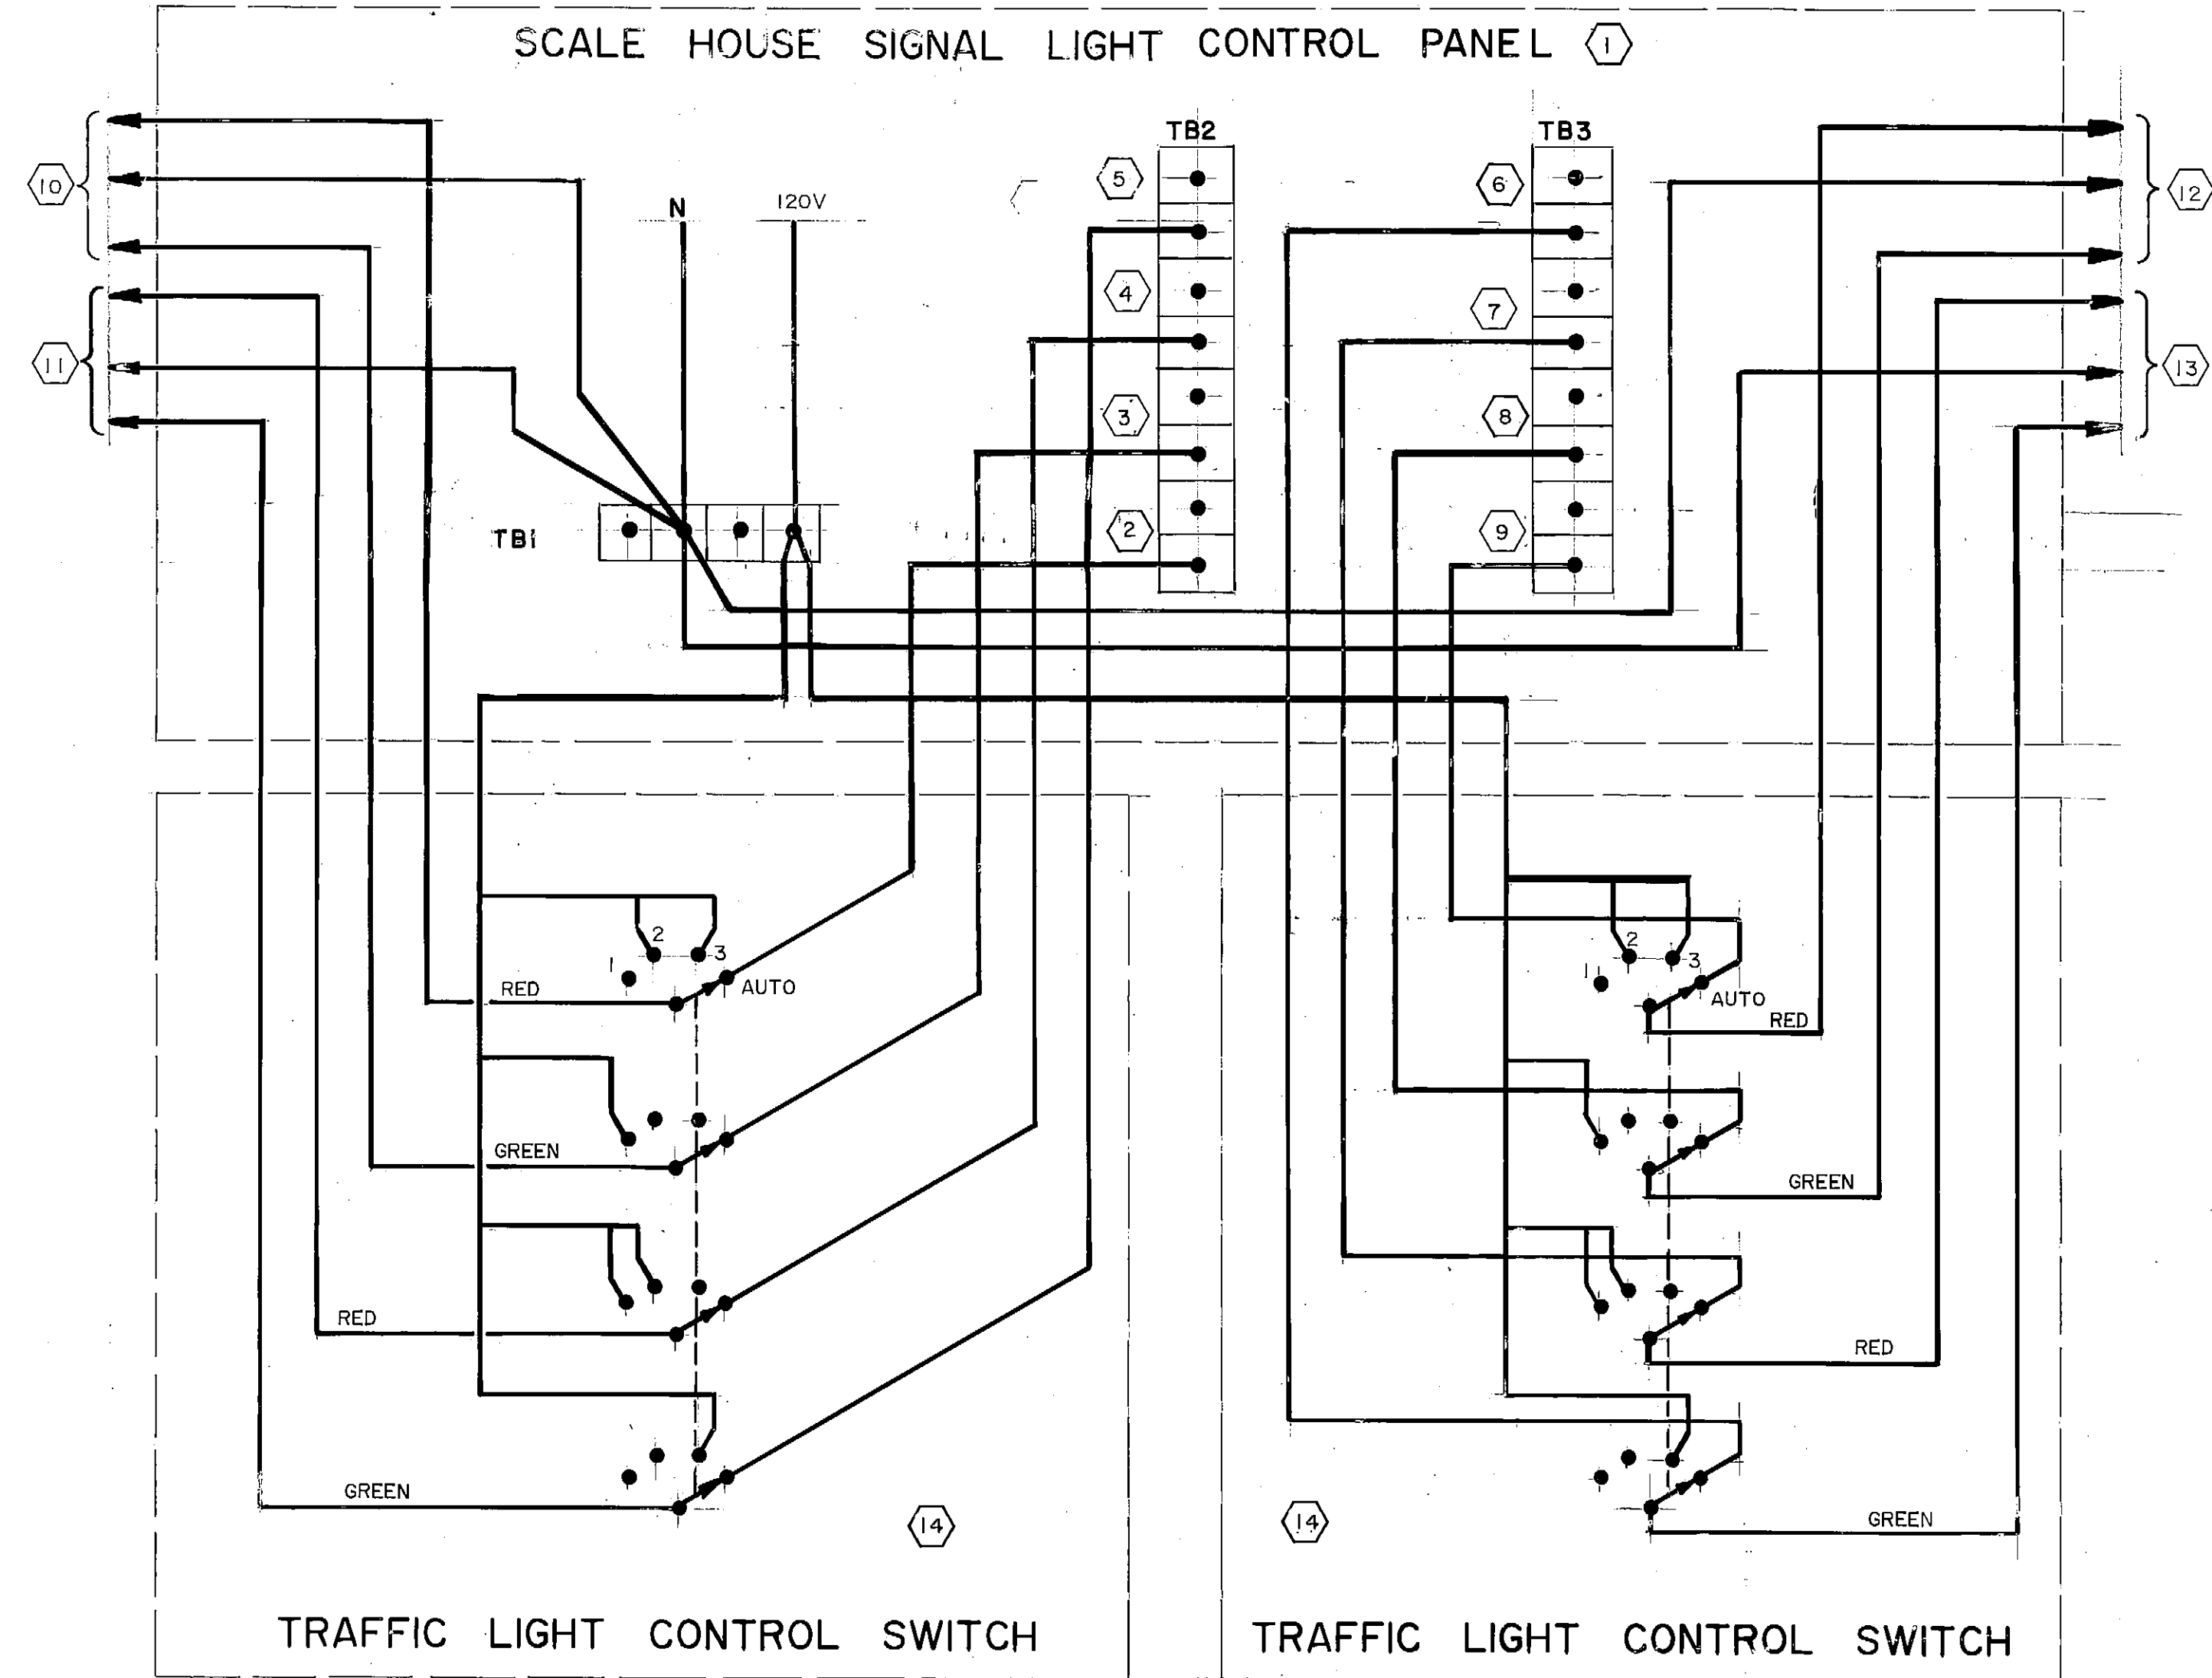 SCALE HOUSE SIGNAL LIGHT CONTROL PANEL 1
TB2
TB3
10
5
6
12
N
120V
4
7
11
13
3
8
TB1
2
9
2
3
1
AUTO
RED
2
3
1
AUTO
RED
GREEN
GREEN
RED
RED
GREEN
14
14
GREEN
TRAFFIC LIGHT CONTROL SWITCH
TRAFFIC LIGHT CONTROL SWITCH